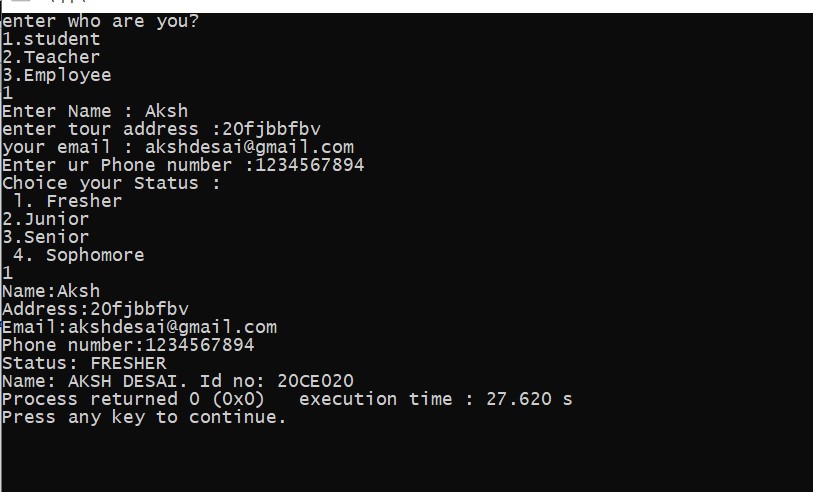 enter who are you?
1.student
2.Teacher
3.Employee
1
Enter Name : Aksh
enter tour address :20fjbbfbv
your email : akshdesai@gmail.com
Enter ur Phone number :1234567894
Choice your Status :
1. Fresher
2.Junior
3.Senior
4. Sophomore
1
Name:Aksh
Address:20fjbbfbv
Email:akshdesai@gmail.com
Phone number:1234567894
Status: FRESHER
Name: AKSH DESAI. Id no: 20CE020
Process returned 0 (0x0)   execution time : 27.620 s
Press any key to continue.